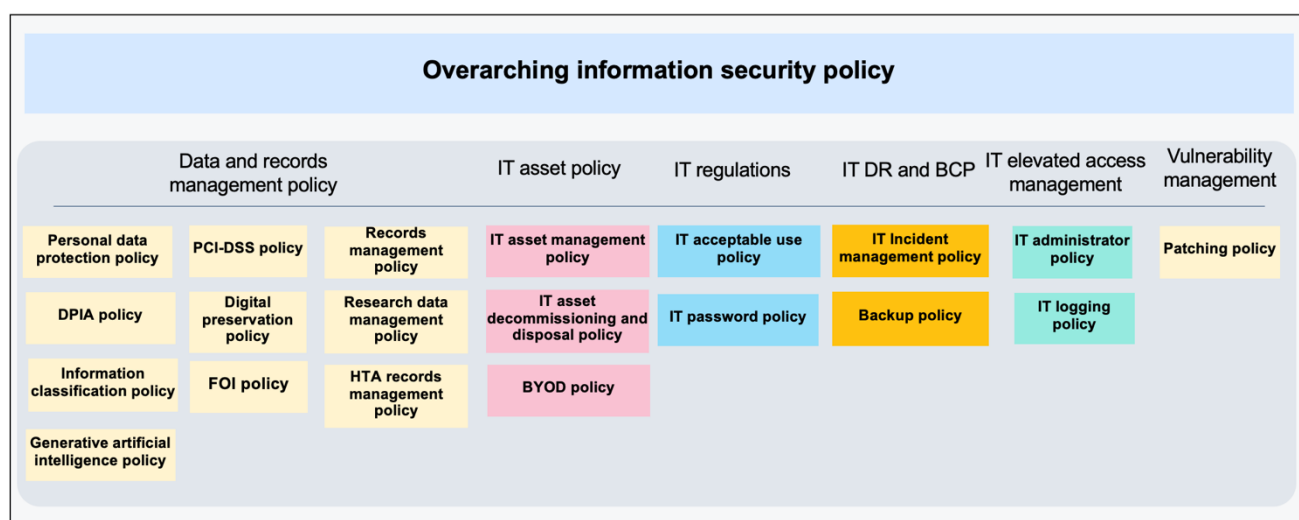 Overarching information security policy
Data and records
management policy
IT asset policy
IT regulations
IT DR and BCP
IT elevated access
management
Vulnerability
management
Personal data
protection policy
PCI-DSS policy
Records
management
policy
IT asset management
policy
IT acceptable use
policy
IT Incident
management policy
IT administrator
policy
Patching policy
DPIA policy
Digital
preservation
policy
Research data
management
policy
IT asset
decommissioning and
disposal policy
IT password policy
Backup policy
IT logging
policy
Information
classification policy
FOI policy
HTA records
management
policy
BYOD policy
Generative artificial
intelligence policy